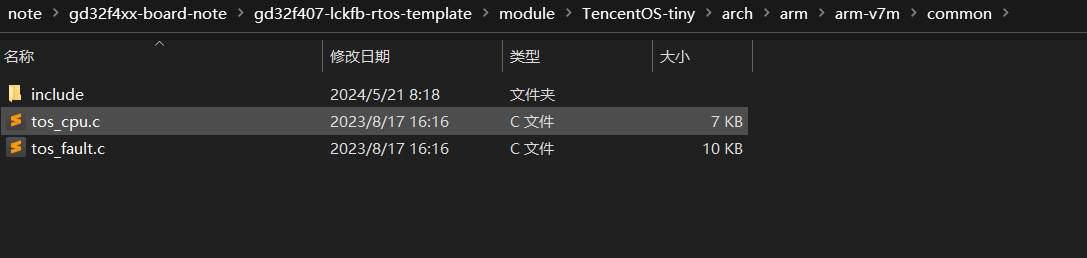 note > gd32f4xx-board-note > gd32f407-lckfb-rtos-template > module > TencentOS-tiny > arch > arm > arm-v7m > common >
名称 修改日期 类型 大小
include 2024/5/21 8:18 文件夹
tos_cpu.c 2023/8/17 16:16 C 文件 7 KB
tos_fault.c 2023/8/17 16:16 C 文件 10 KB